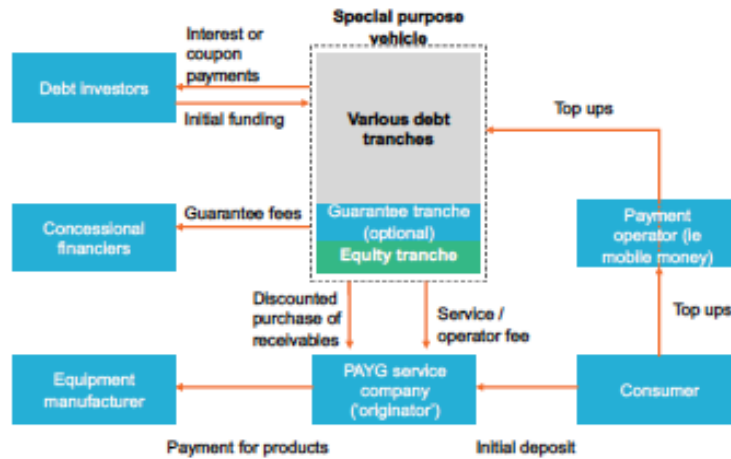 Special purpose
vehicle
Interest or
coupon
payments
Debt investors
Initial funding
Various debt
tranches
Top ups
Concessional
financiers
Guarantee fees
Guarantee tranche
(optional)
Equity tranche
Payment
operator (ie
mobile money)
Discounted
purchase of
receivables
Service /
operator fee
Top ups
Equipment
manufacturer
PAYG service
company
('originator')
Consumer
Payment for products
Initial deposit